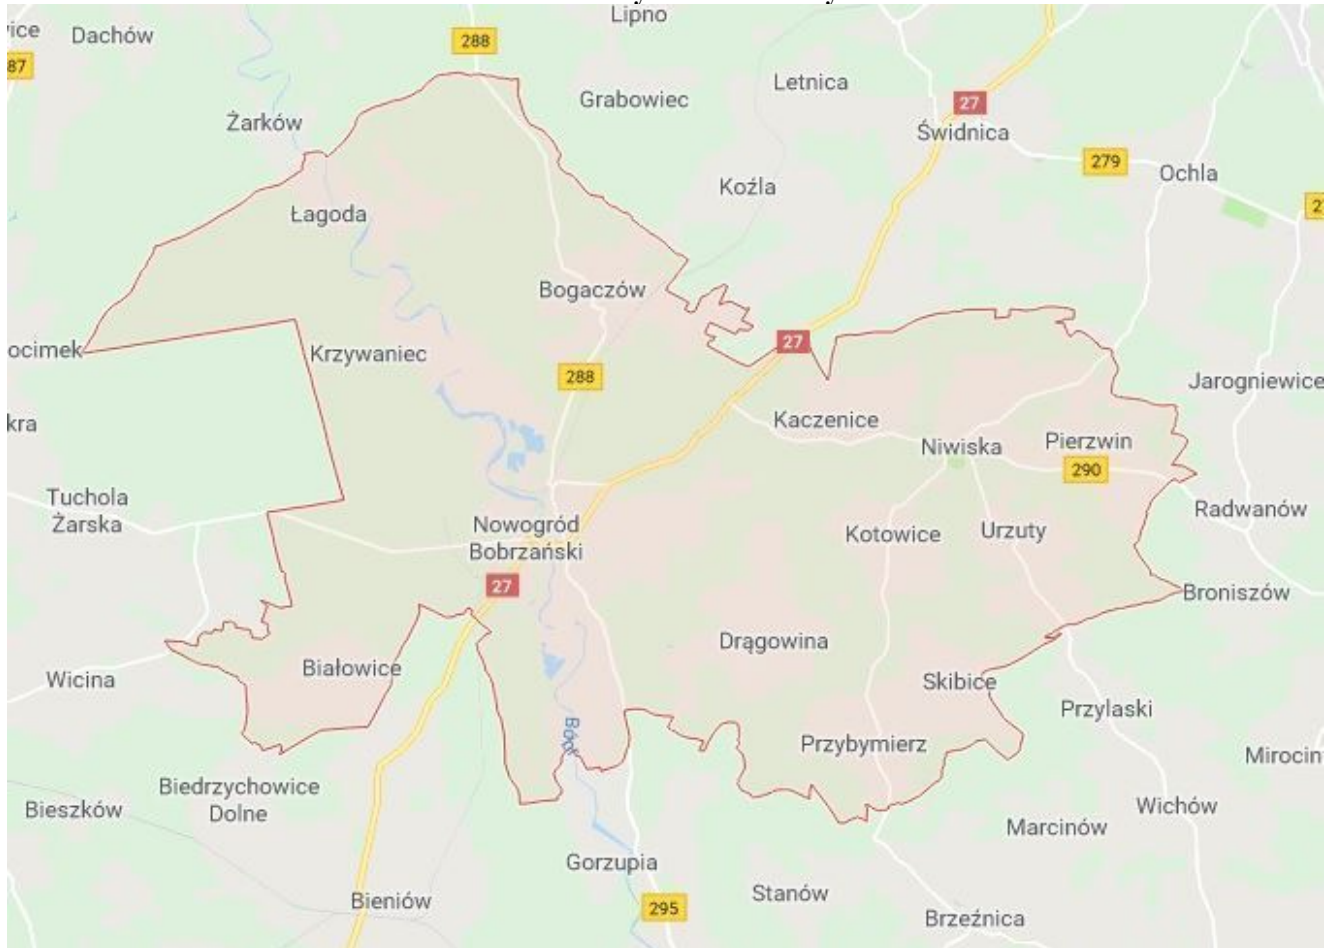 Lipno
Dachów
288
87
Letnica
Grabowiec
27
Żarków
Świdnica
279
Ochla
Koźla
Łagoda
Bogaczów
27
ocimek
Krzywaniec
288
Jarogniewice
kra
Kaczenice
Niwiska
Pierzwin
290
Tuchola
Żarska
Radwanów
Nowogród
Bobrzański
Kotowice
Urzuty
27
Broniszów
Drągowina
Białowice
Wicina
Skibice
Przylaski
Bóbr
Przybymierz
Mirocin
Biedrzychowice
Dolne
Bieszków
Wichów
Marcinów
Gorzupia
Stanów
Bieniów
295
Brzeźnica